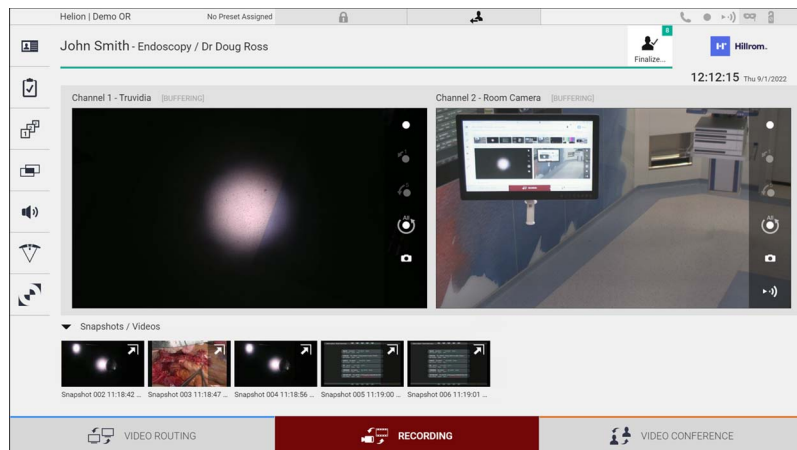 Helion | Demo OR
No Preset Assigned
John Smith - Endoscopy / Dr Doug Ross
8
Finalize...
H Hillrom.
12:12:15 Thu 9/1/2022
Channel 1 - Truvidia [BUFFERING]
Channel 2 - Room Camera [BUFFERING]
All
All
Snapshots / Videos
Snapshot 002 11:18:42 ...
Snapshot 003 11:18:47 ...
Snapshot 004 11:18:56 ...
Snapshot 005 11:19:00 ...
Snapshot 006 11:19:01 ...
VIDEO ROUTING
RECORDING
VIDEO CONFERENCE